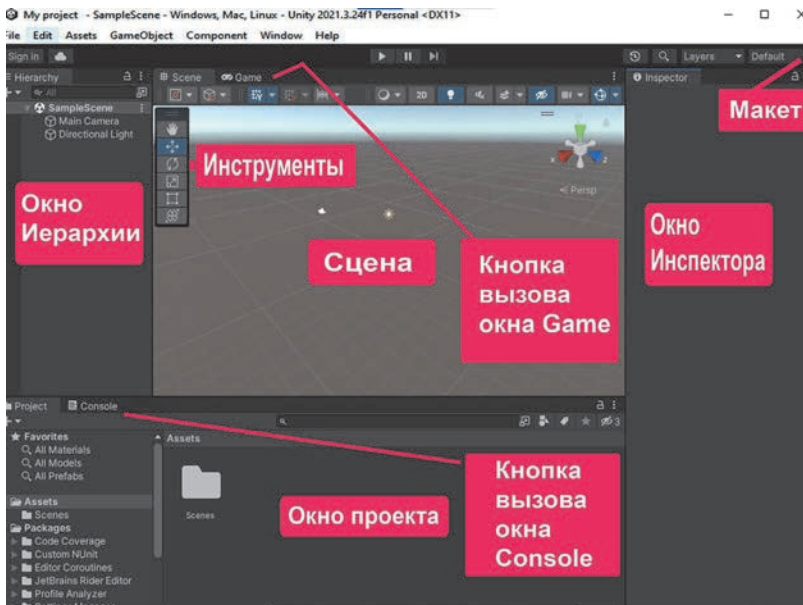 My project - SampleScene - Windows, Mac, Linux - Unity 2021.3.24f1 Personal <DX11>
File Edit Assets GameObject Component Window Help
Sign in
Layers
Default
Hierarchy
All
SampleScene
Main Camera
Directional Light
Окно
Иерархии
Scene
Game
2D
Инструменты
x
z
< Persp
Сцена
Кнопка
вызова
окна Game
Inspector
Макет
Окно
Инспектора
Project
Console
3
Favorites
All Materials
All Models
All Prefabs
Assets
Scenes
Packages
Code Coverage
Custom NUnit
Editor Coroutines
JetBrains Rider Editor
Profile Analyzer
Assets
Scenes
Окно проекта
Кнопка
вызова
окна
Console